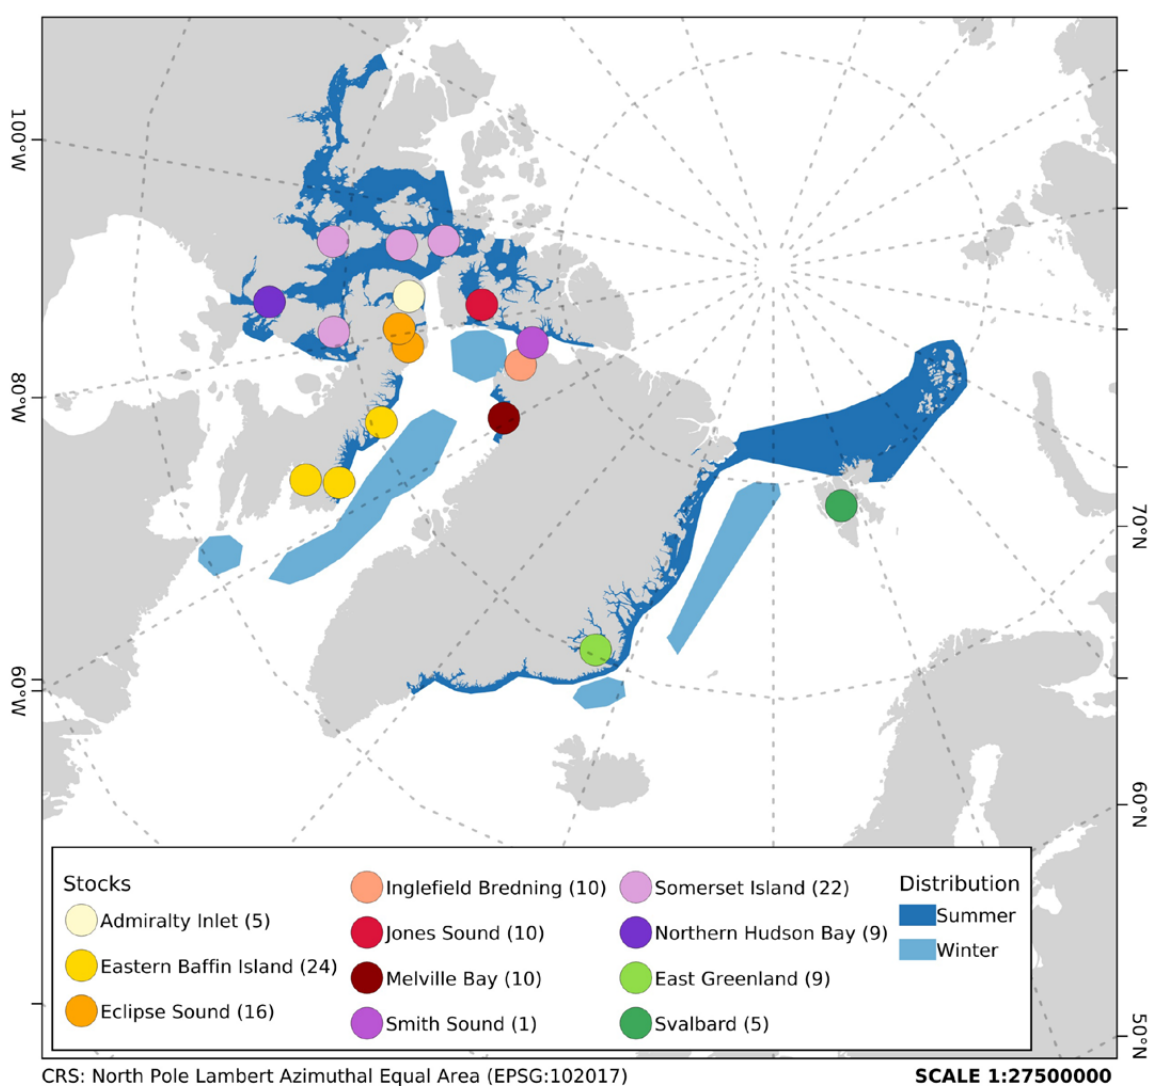 100°W
80°W
60°W
70°N
60°N
50°N
Stocks
Admiralty Inlet (5)
Eastern Baffin Island (24)
Eclipse Sound (16)
Inglefield Bredning (10)
Jones Sound (10)
Melville Bay (10)
Smith Sound (1)
Somerset Island (22)
Northern Hudson Bay (9)
East Greenland (9)
Svalbard (5)
Distribution
Summer
Winter
CRS: North Pole Lambert Azimuthal Equal Area (EPSG:102017)
SCALE 1:27500000